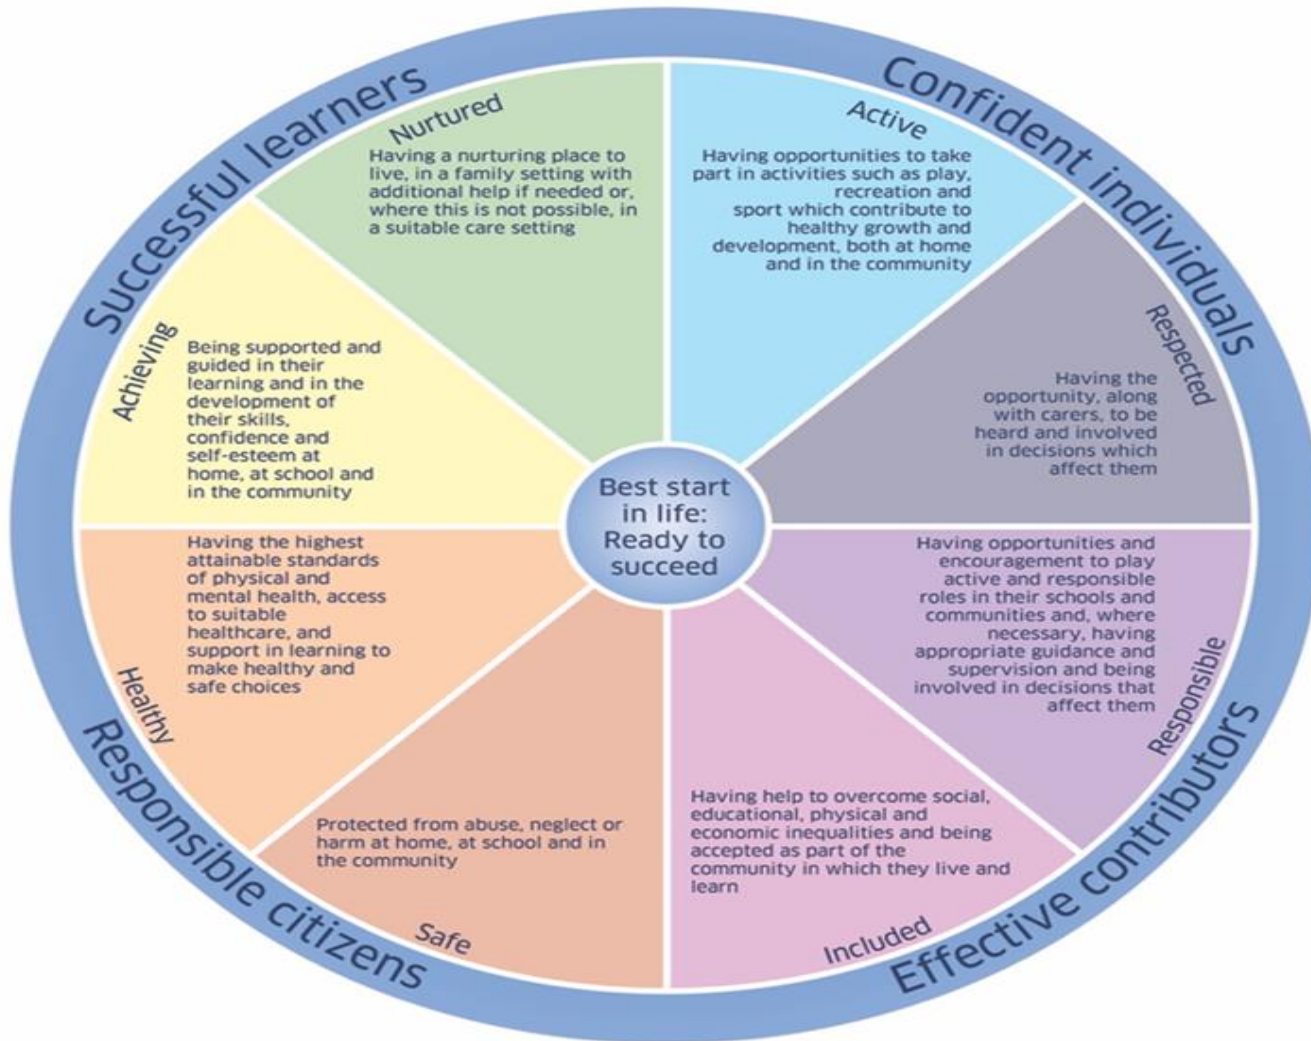 Successful learners
Confident individuals
Nurtured
Having a nurturing place to
live, in a family setting with
additional help if needed or,
where this is not possible, in
a suitable care setting
Active
Having opportunities to take
part in activities such as play,
recreation and
sport which contribute to
healthy growth and
development, both at home
and in the community
Achieving
Being supported and
guided in their
learning and in the
development of
their skills,
confidence and
self-esteem at
home, at school and
in the community
Respected
Having the
opportunity, along
with carers, to be
heard and involved
in decisions which
affect them
Best start
in life:
Ready to
succeed
Healthy
Having the highest
attainable standards
of physical and
mental health, access
to suitable
healthcare, and
support in learning to
make healthy and
safe choices
Responsible
Having opportunities and
encouragement to play
active and responsible
roles in their schools and
communities and, where
necessary, having
appropriate guidance and
supervision and being
involved in decisions that
affect them
Safe
Protected from abuse, neglect or
harm at home, at school and in
the community
Included
Having help to overcome social,
educational, physical and
economic inequalities and being
accepted as part of the
community in which they live and
learn
Responsible citizens
Effective contributors